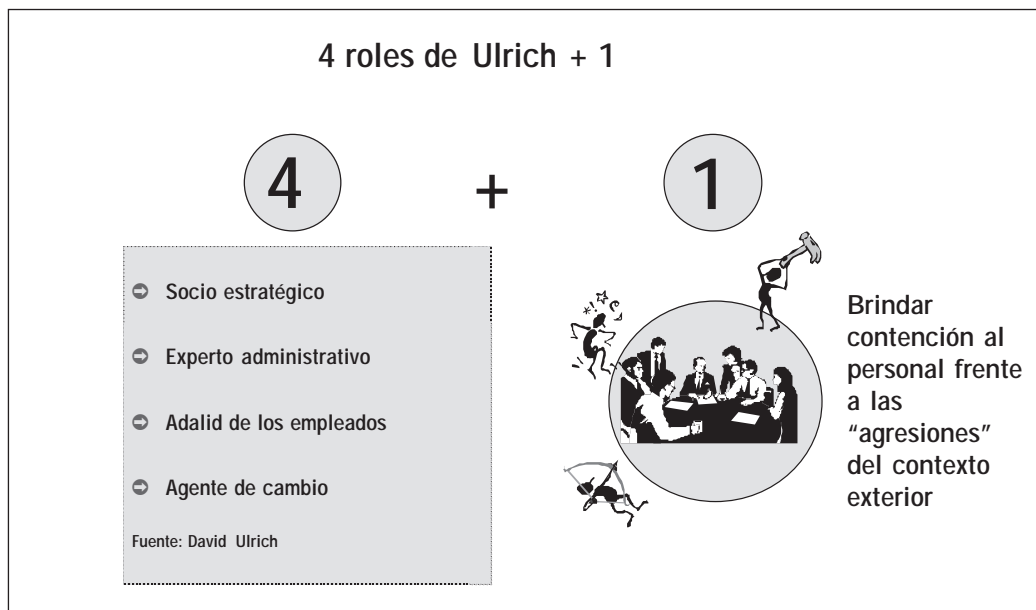 4 roles de Ulrich + 1
4
+
1
Socio estratégico
Experto administrativo
Adalid de los empleados
Agente de cambio
Fuente: David Ulrich
Brindar
contención al
personal frente
a las
“agresiones”
del contexto
exterior